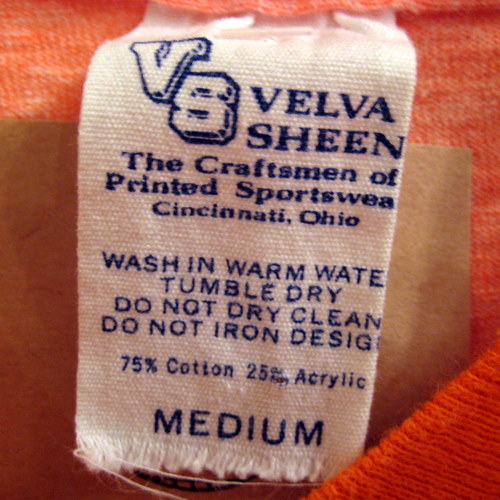 VS
VELVA
SHEEN
The Craftsmen of
Printed Sportswea
Cincinnati, Ohio
WASH IN WARM WATE
TUMBLE DRY
DO NOT DRY CLEAN
DO NOT IRON DESIG
75% Cotton 25% Acrylic
MEDIUM